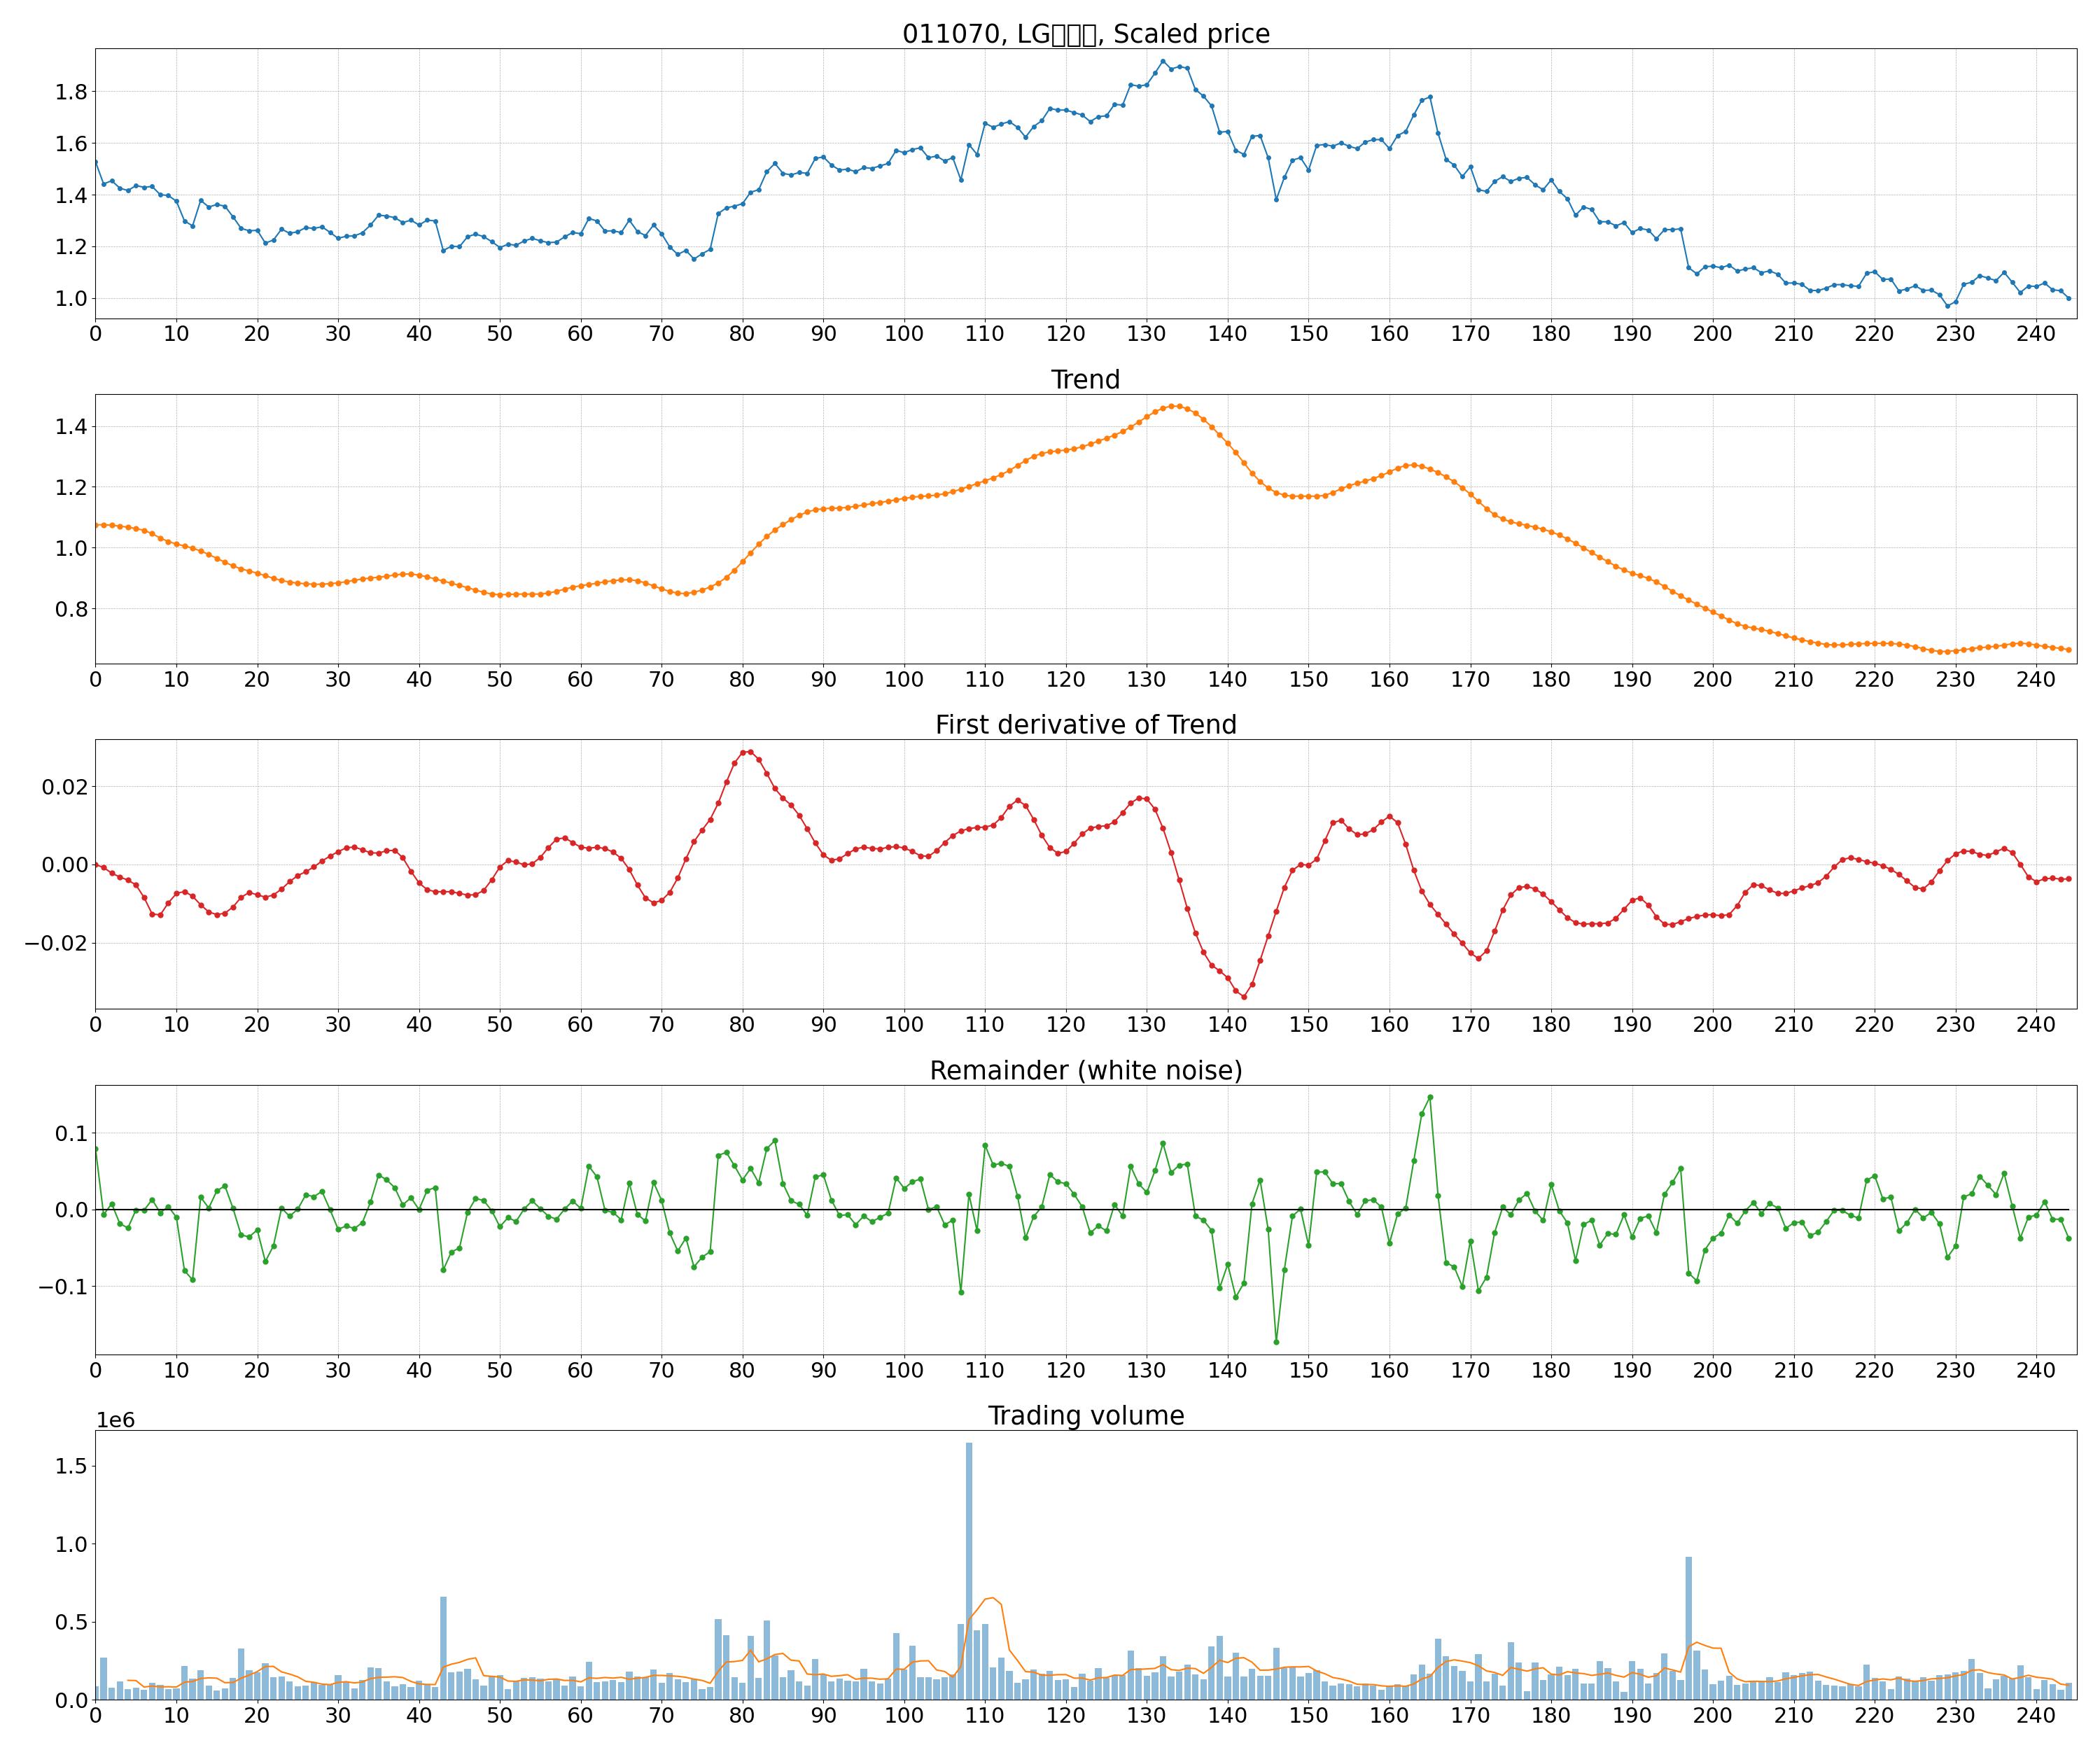 011070, LG□□□, Scaled price
1.8
1.6
1.4
1.2
1.0
0 10 20 30 40 50 60 70 80 90 100 110 120 130 140 150 160 170 180 190 200 210 220 230 240
Trend
1.4
1.2
1.0
0.8
0 10 20 30 40 50 60 70 80 90 100 110 120 130 140 150 160 170 180 190 200 210 220 230 240
First derivative of Trend
0.02
0.00
−0.02
0 10 20 30 40 50 60 70 80 90 100 110 120 130 140 150 160 170 180 190 200 210 220 230 240
Remainder (white noise)
0.1
0.0
−0.1
0 10 20 30 40 50 60 70 80 90 100 110 120 130 140 150 160 170 180 190 200 210 220 230 240
Trading volume
1e6
1.5
1.0
0.5
0.0
0 10 20 30 40 50 60 70 80 90 100 110 120 130 140 150 160 170 180 190 200 210 220 230 240